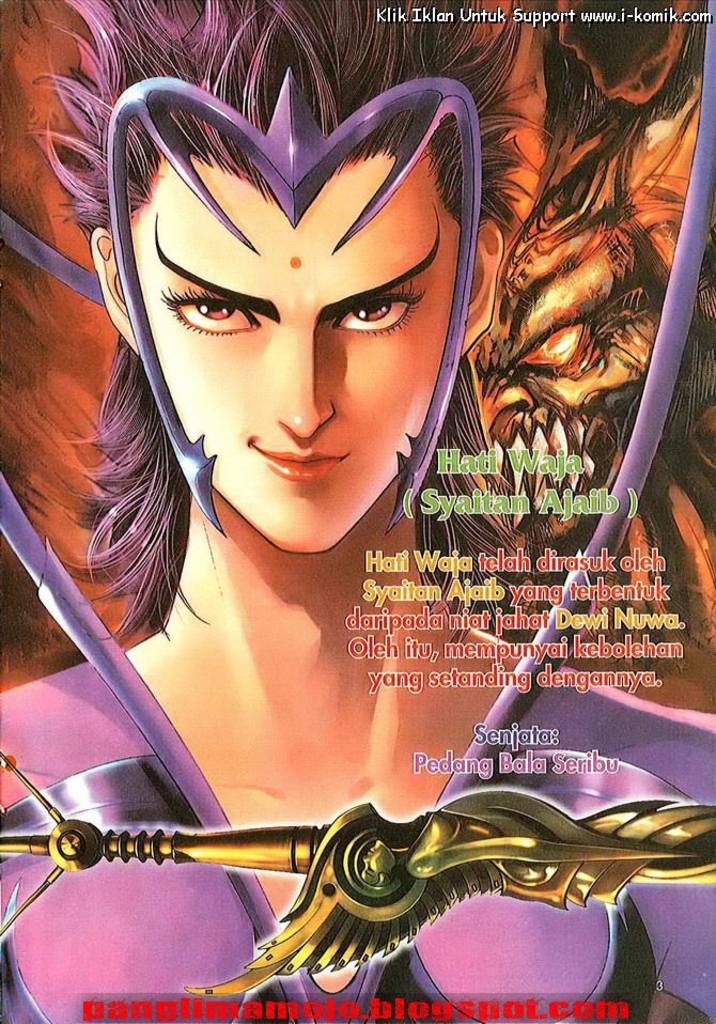 Klik Iklan Untuk Support www.i-komik.com
Hati Waja
( Syaitan Ajaib )
Hati Waja telah dirasuk oleh
Syaitan Ajaib yang terbentuk
daripada niat jahat Dewi Nuwa.
Oleh itu, mempunyai kebolehan
yang setanding dengannya.
Senjata:
Pedang Bala Seribu
3
panglimamojo.blogspot.com